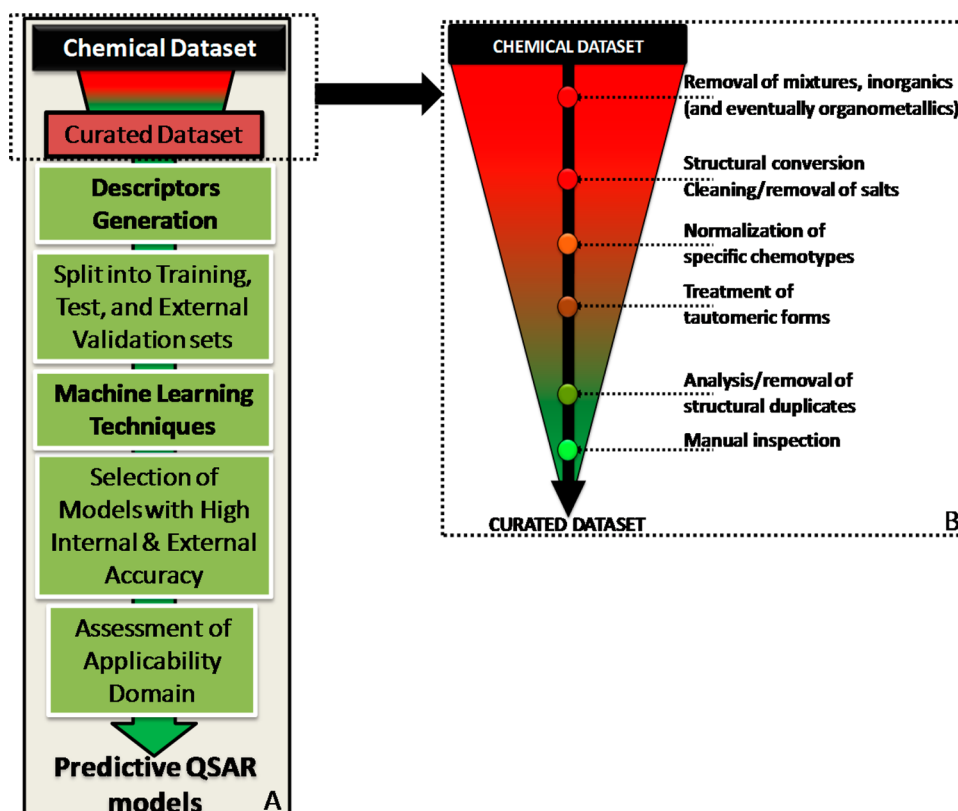 Chemical Dataset
Curated Dataset
Descriptors
Generation
Split into Training,
Test, and External
Validation sets
Machine Learning
Techniques
Selection of
Models with High
Internal & External
Accuracy
Assessment of
Applicability
Domain
Predictive QSAR
models
A
CHEMICAL DATASET
Removal of mixtures, inorganics
(and eventually organometallics)
Structural conversion
Cleaning/removal of salts
Normalization of
specific chemotypes
Treatment of
tautomeric forms
Analysis/removal of
structural duplicates
Manual inspection
CURATED DATASET
B